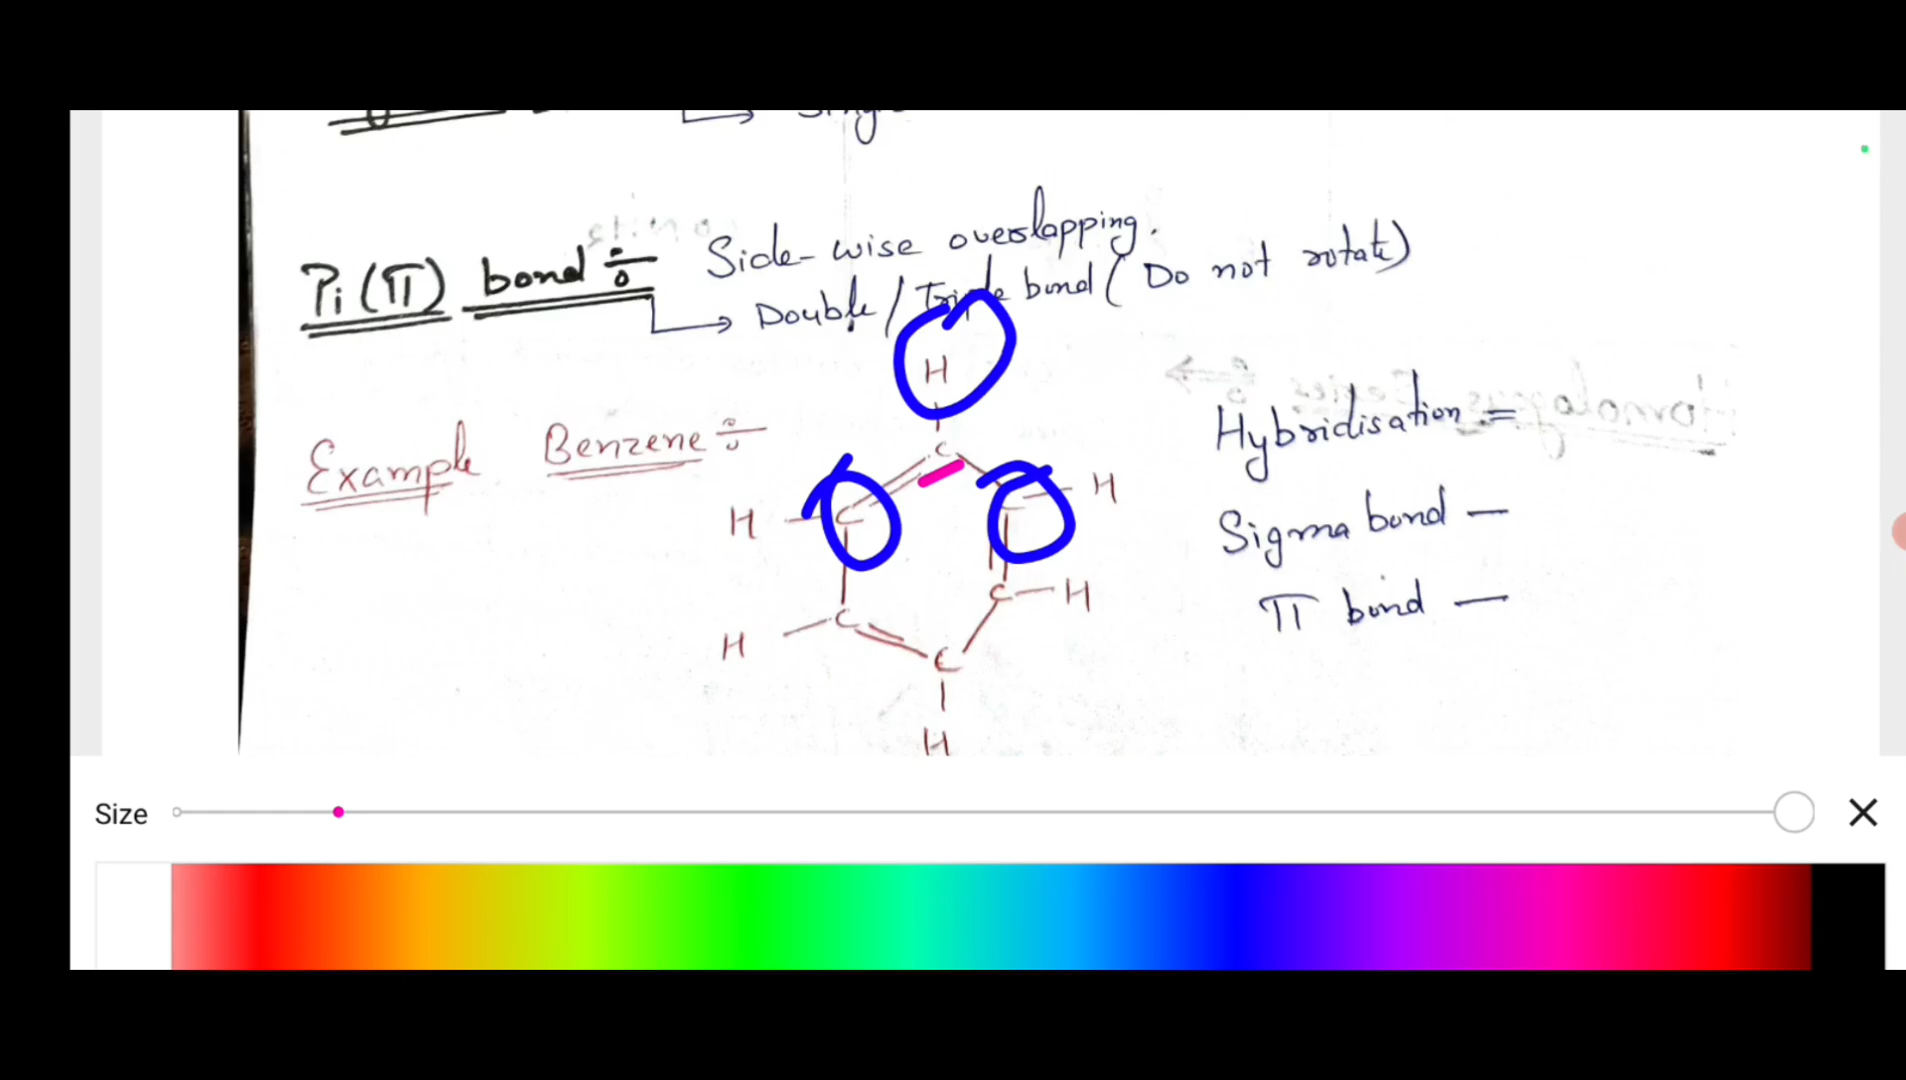 Pi (π) bond ÷ Side-wise overlapping.
→ Double / Triple bond ( Do not rotate)
Example Benzene ÷
Hybridisation =
Sigma bond —
π bond —
H
C
H C C H
C C H
H C
H
Size